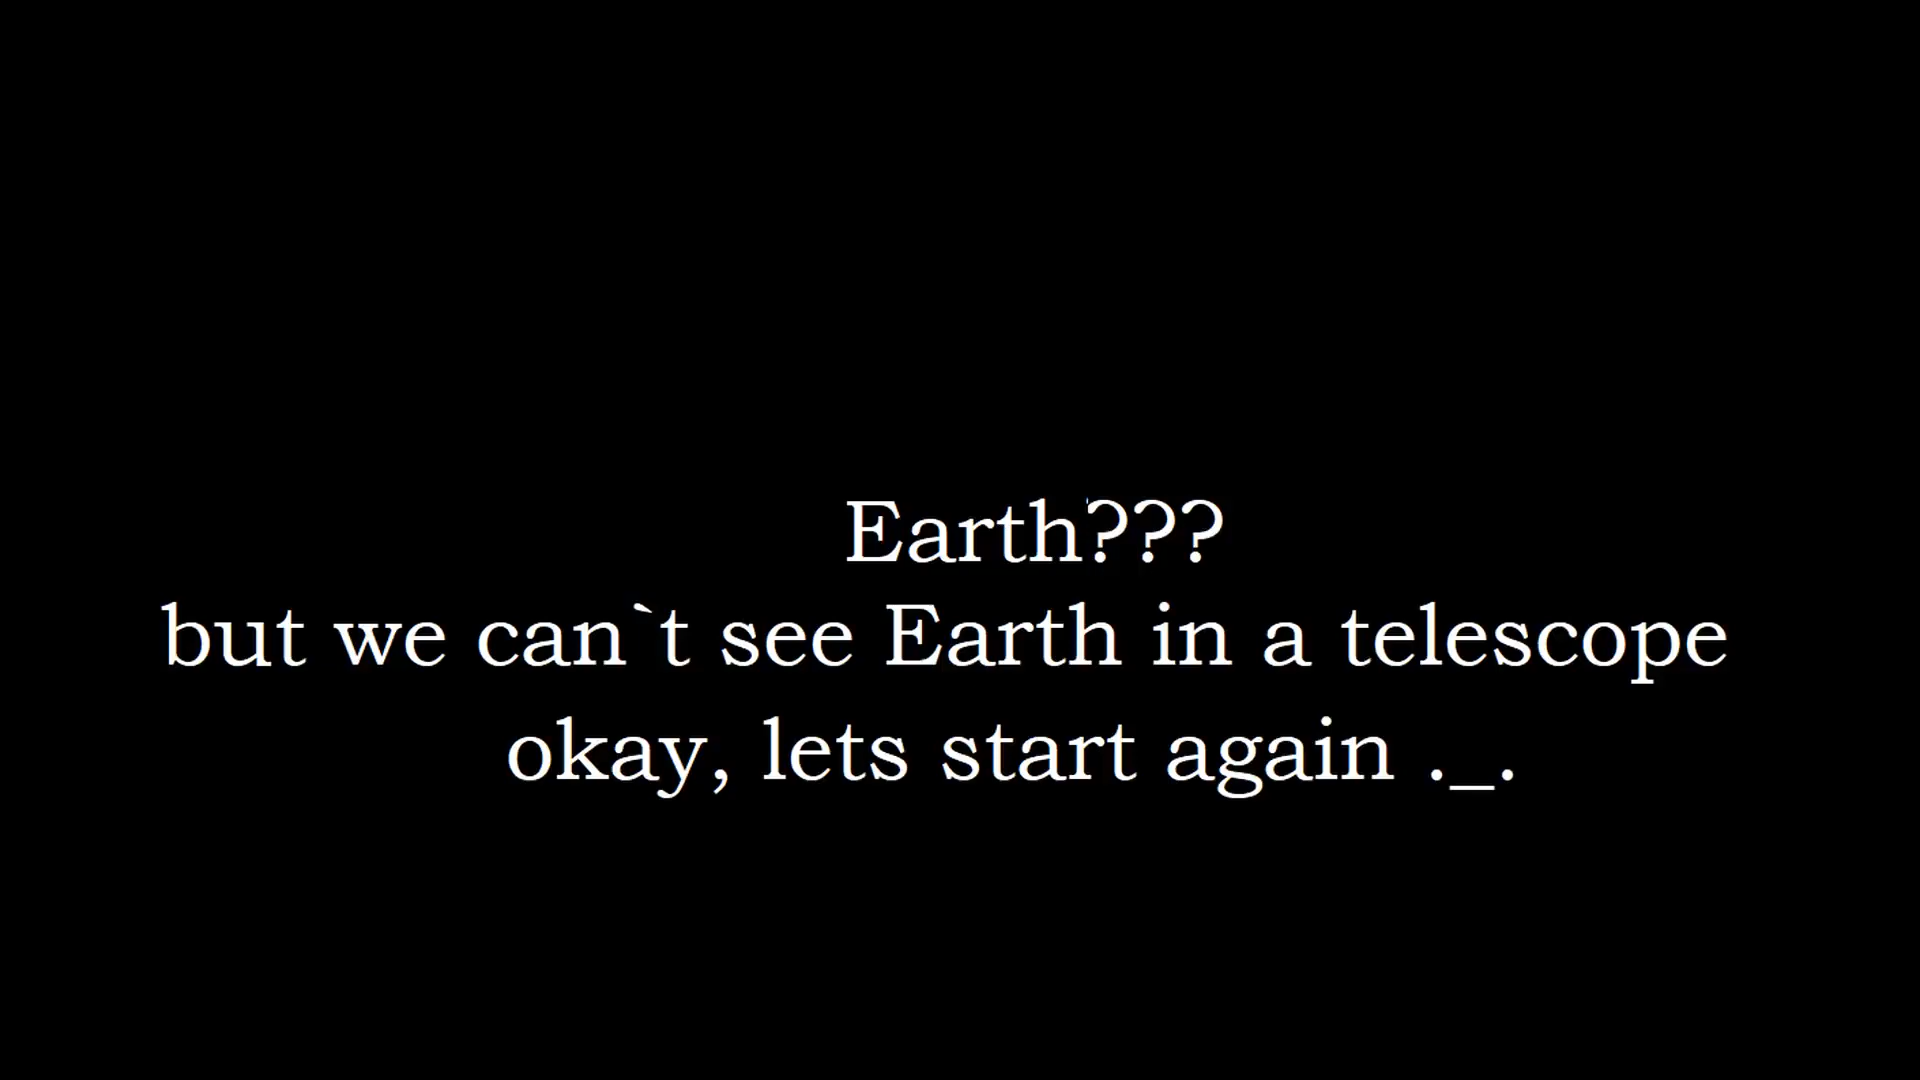 Earth???
but we can`t see Earth in a telescope
okay, lets start again ._.